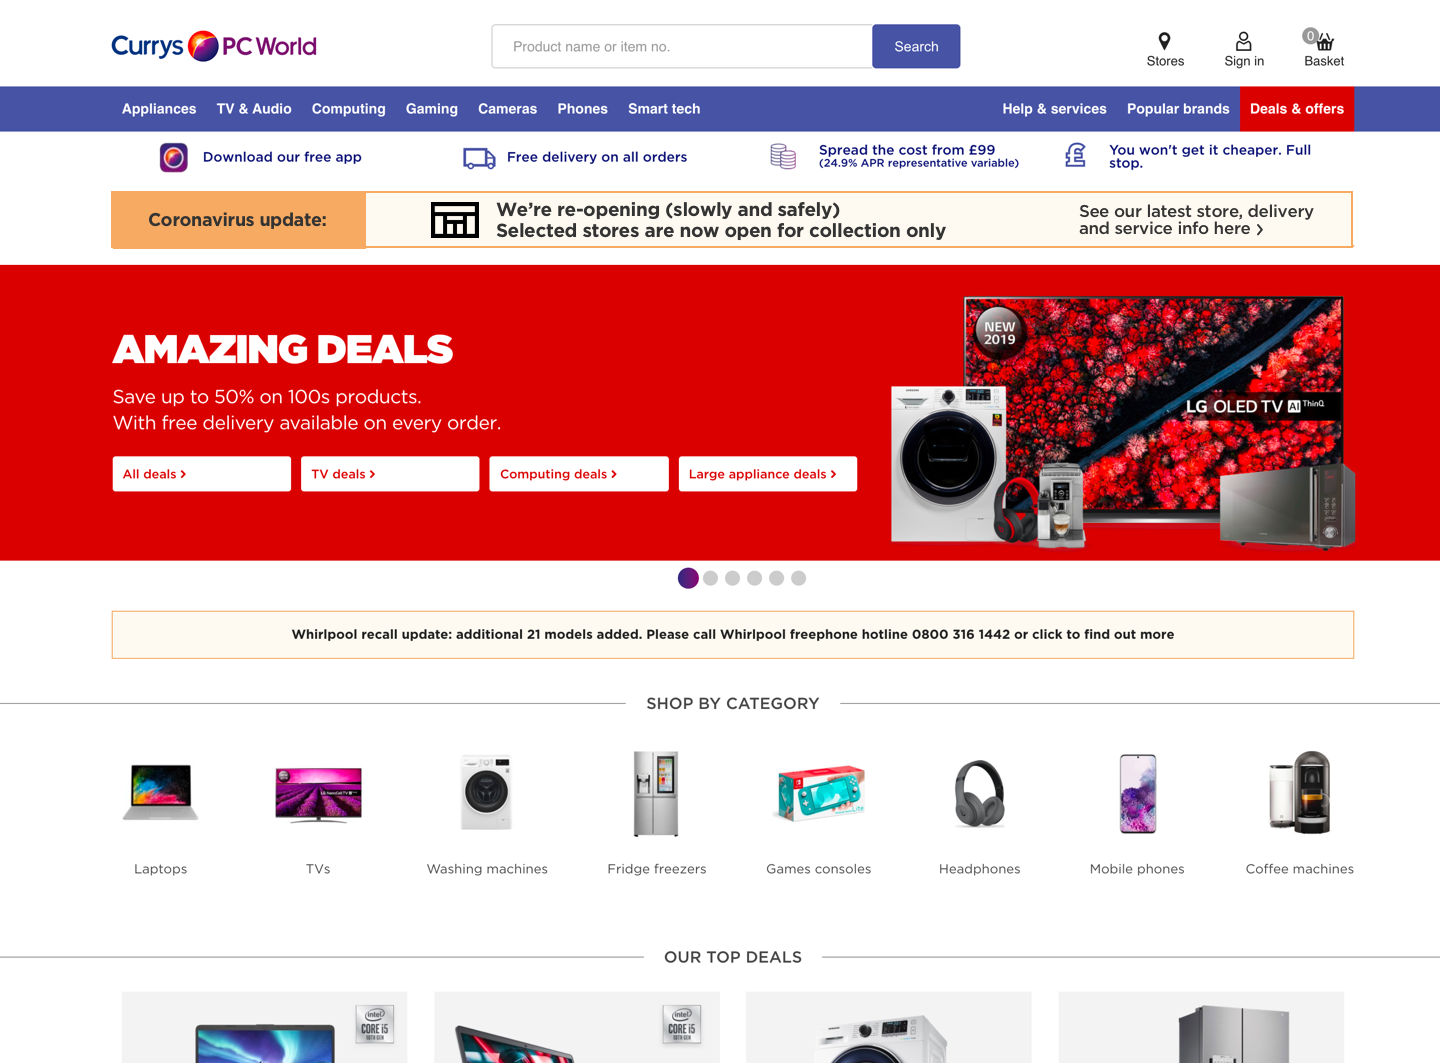 Currys PC World
Product name or item no.
Search
Stores
Sign in
0
Basket
Appliances
TV & Audio
Computing
Gaming
Cameras
Phones
Smart tech
Help & services
Popular brands
Deals & offers
Download our free app
Free delivery on all orders
Spread the cost from £99
(24.9% APR representative variable)
You won't get it cheaper. Full
stop.
Coronavirus update:
We’re re-opening (slowly and safely)
Selected stores are now open for collection only
See our latest store, delivery
and service info here ›
AMAZING DEALS
Save up to 50% on 100s products.
With free delivery available on every order.
All deals ›
TV deals ›
Computing deals ›
Large appliance deals ›
NEW
2019
LG OLED TV AI ThinQ
SAMSUNG
Whirlpool recall update: additional 21 models added. Please call Whirlpool freephone hotline 0800 316 1442 or click to find out more
SHOP BY CATEGORY
Laptops
TVs
Washing machines
Fridge freezers
Games consoles
Headphones
Mobile phones
Coffee machines
OUR TOP DEALS
intel
CORE i5
10TH GEN
intel
CORE i5
10TH GEN